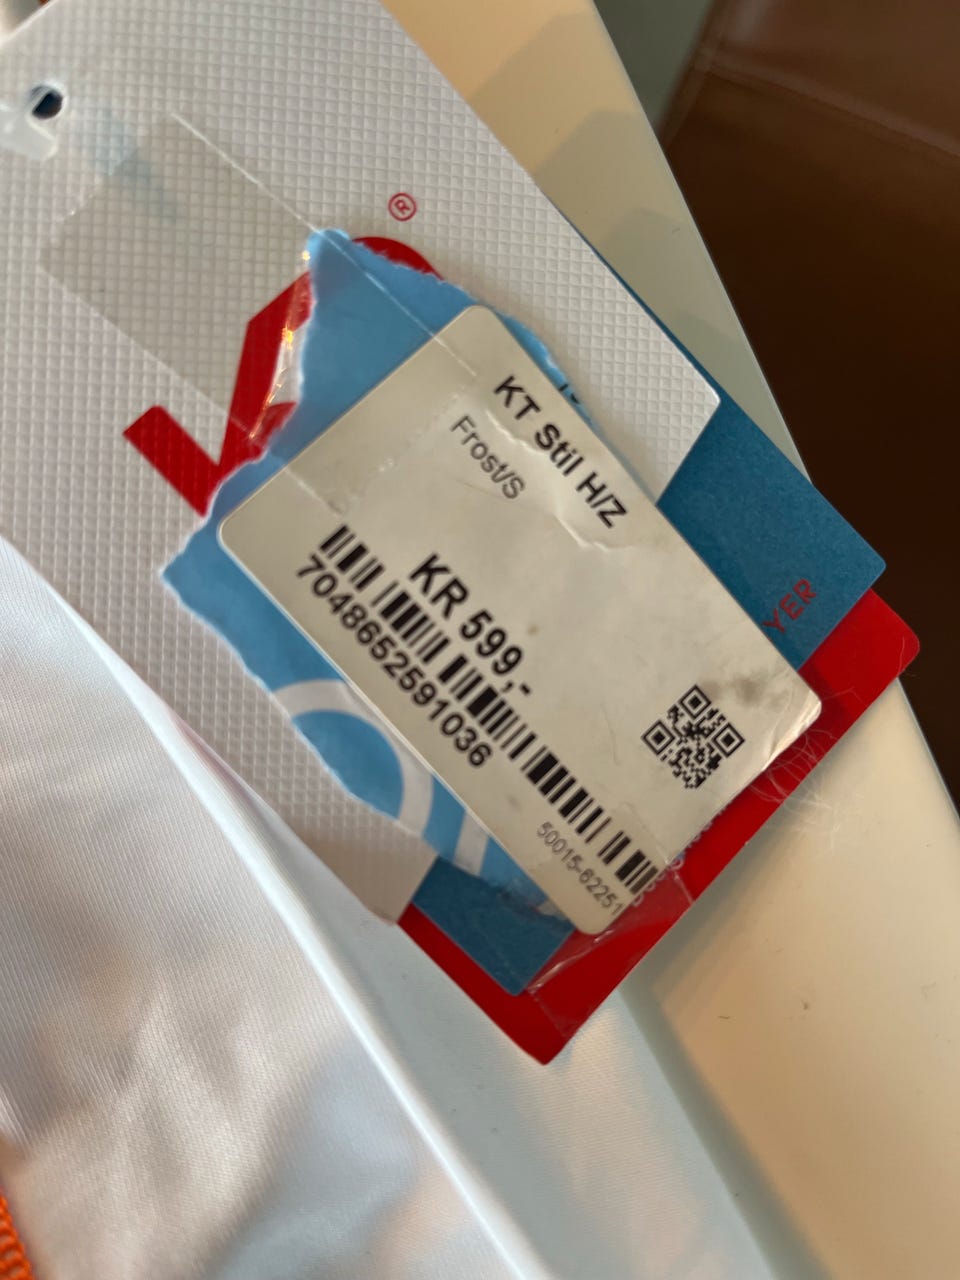 ®
KT Stil H/Z
Frost/S
KR 599,-
7048652591036
50015-62251
YER